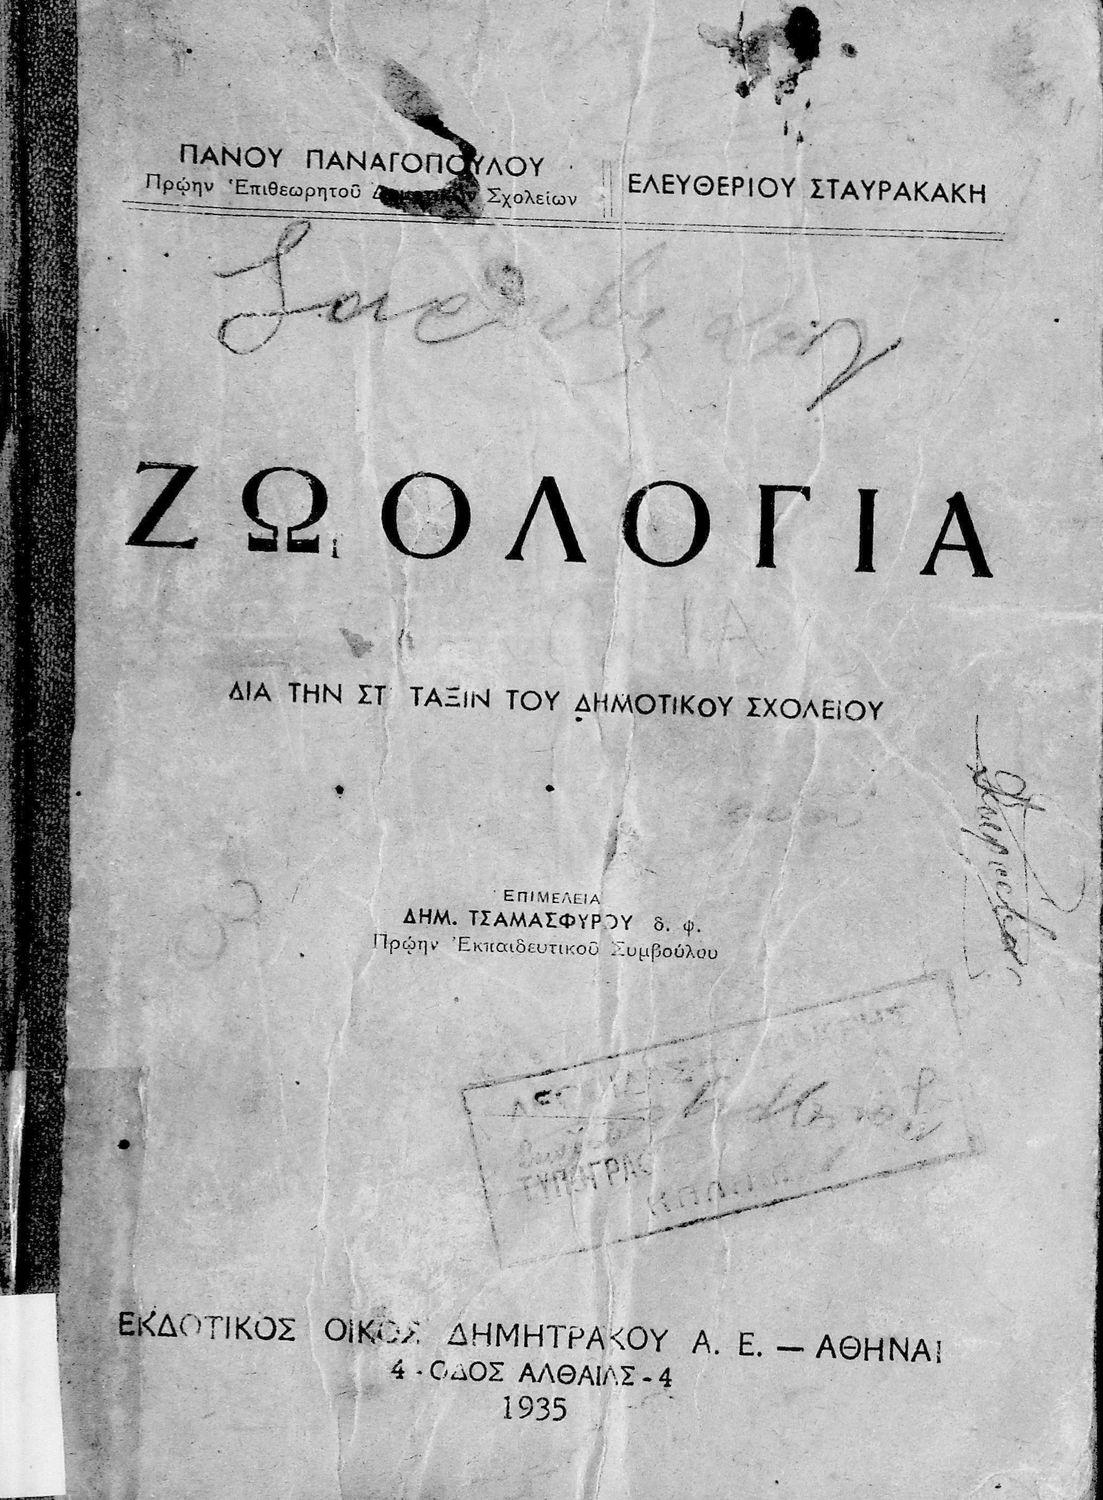 ΠΑΝΟΥ ΠΑΝΑΓΟΠΟΥΛΟΥ
Πρώην Ἐπιθεωρητοῦ Σχολείων
ΕΛΕΥΘΕΡΙΟΥ ΣΤΑΥΡΑΚΑΚΗ
ΖΩΟΛΟΓΙΑ
ΔΙΑ ΤΗΝ ΣΤ΄ ΤΑΞΙΝ ΤΟΥ ΔΗΜΟΤΙΚΟΥ ΣΧΟΛΕΙΟΥ
ΕΠΙΜΕΛΕΙΑ
ΔΗΜ. ΤΣΑΜΑΣΦΥΡΟΥ δ. φ.
Πρώην Ἐκπαιδευτικοῦ Συμβούλου
ΕΚΔΟΤΙΚΟΣ ΟΙΚΟΣ ΔΗΜΗΤΡΑΚΟΥ Α. Ε. — ΑΘΗΝΑΙ
4 - ΟΔΟΣ ΑΛΘΑΙΑΣ - 4
1935